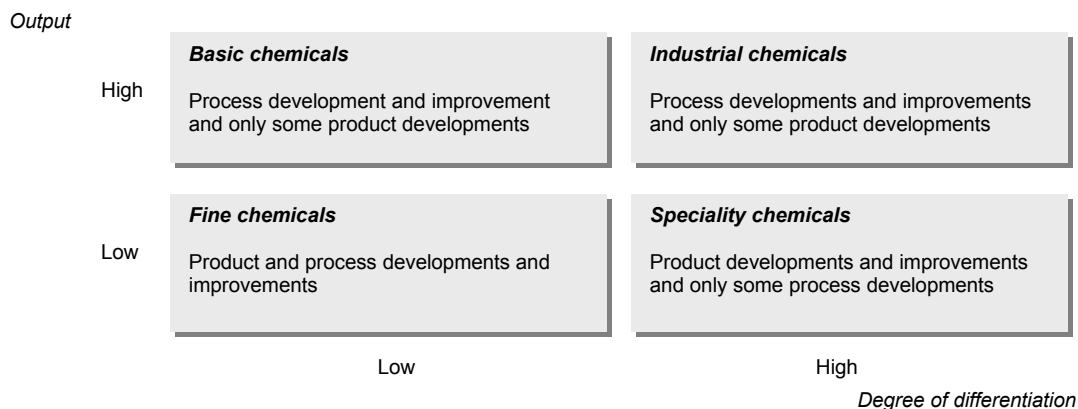 Output
High
Basic chemicals
Process development and improvement
and only some product developments
Industrial chemicals
Process developments and improvements
and only some product developments
Low
Fine chemicals
Product and process developments and
improvements
Speciality chemicals
Product developments and improvements
and only some process developments
Low
High
Degree of differentiation